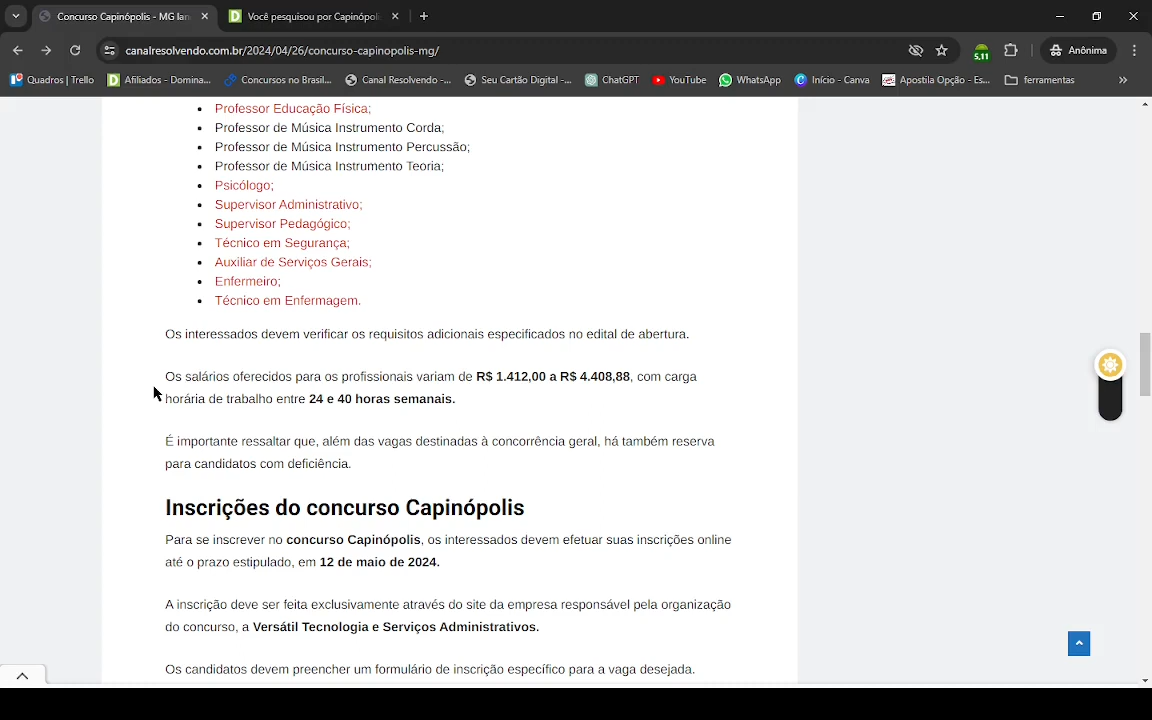 Concurso Capinópolis - MG lan
Você pesquisou por Capinópoli
canalresolvendo.com.br/2024/04/26/concurso-capinopolis-mg/
5,11
Anônima
Quadros | Trello
Afiliados - Domina...
Concursos no Brasil...
Canal Resolvendo -...
Seu Cartão Digital -...
ChatGPT
YouTube
WhatsApp
Início - Canva
Apostila Opção - Es...
ferramentas
Professor Educação Física;
Professor de Música Instrumento Corda;
Professor de Música Instrumento Percussão;
Professor de Música Instrumento Teoria;
Psicólogo;
Supervisor Administrativo;
Supervisor Pedagógico;
Técnico em Segurança;
Auxiliar de Serviços Gerais;
Enfermeiro;
Técnico em Enfermagem.
Os interessados devem verificar os requisitos adicionais especificados no edital de abertura.
Os salários oferecidos para os profissionais variam de R$ 1.412,00 a R$ 4.408,88, com carga
horária de trabalho entre 24 e 40 horas semanais.
É importante ressaltar que, além das vagas destinadas à concorrência geral, há também reserva
para candidatos com deficiência.
Inscrições do concurso Capinópolis
Para se inscrever no concurso Capinópolis, os interessados devem efetuar suas inscrições online
até o prazo estipulado, em 12 de maio de 2024.
A inscrição deve ser feita exclusivamente através do site da empresa responsável pela organização
do concurso, a Versátil Tecnologia e Serviços Administrativos.
Os candidatos devem preencher um formulário de inscrição específico para a vaga desejada.